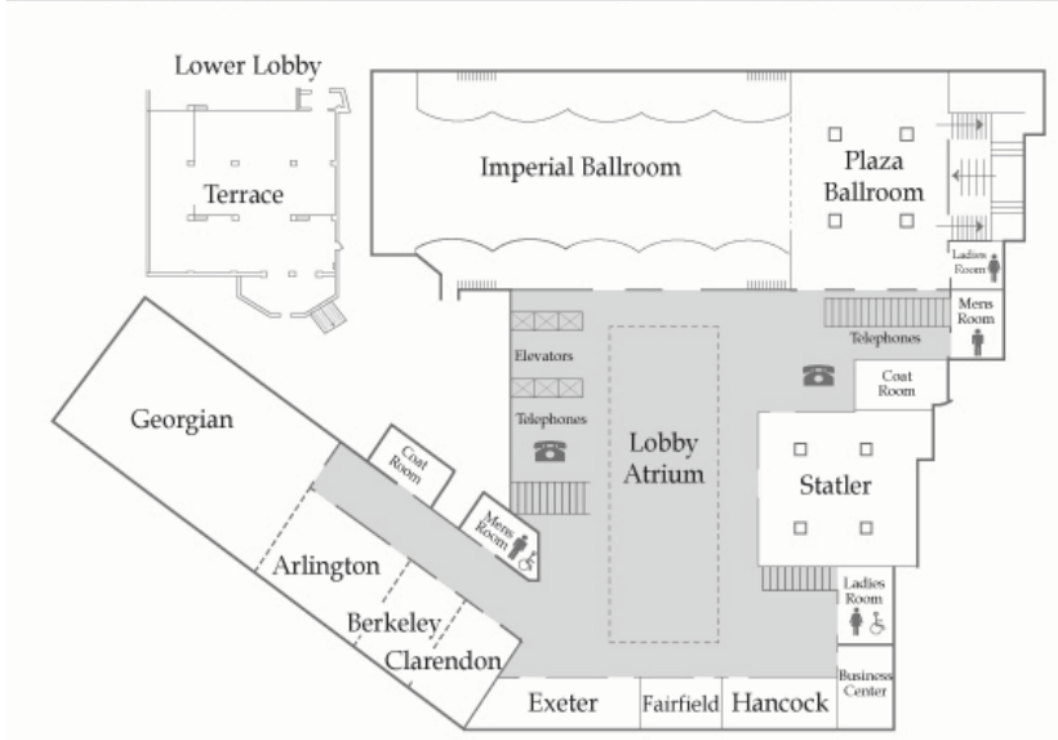 Lower Lobby
Terrace
Imperial Ballroom
Plaza
Ballroom
Ladies
Room
Mens
Room
Telephones
Elevators
Coat
Room
Telephones
Georgian
Coat
Room
Lobby
Atrium
Statler
Mens
Room
Arlington
Ladies
Room
Berkeley
Clarendon
Business
Center
Exeter
Fairfield
Hancock